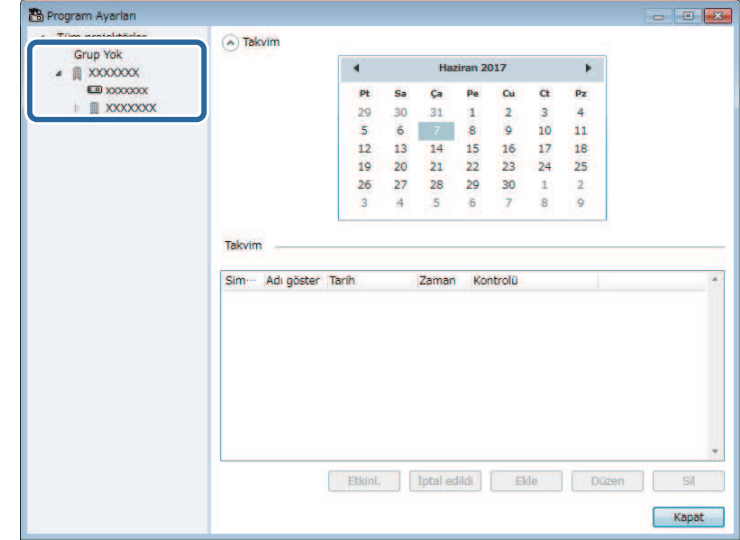 Program Ayarları
Tüm projektörler
Grup Yok
XXXXXXX
XXXXXXX
XXXXXXX
Takvim
Haziran 2017
Pt Sa Ça Pe Cu Ct Pz
29 30 31 1 2 3 4
5 6 7 8 9 10 11
12 13 14 15 16 17 18
19 20 21 22 23 24 25
26 27 28 29 30 1 2
3 4 5 6 7 8 9
Takvim
Sim... Adı göster Tarih Zaman Kontrolü
Etkinl. İptal edildi Ekle Düzen Sil
Kapat